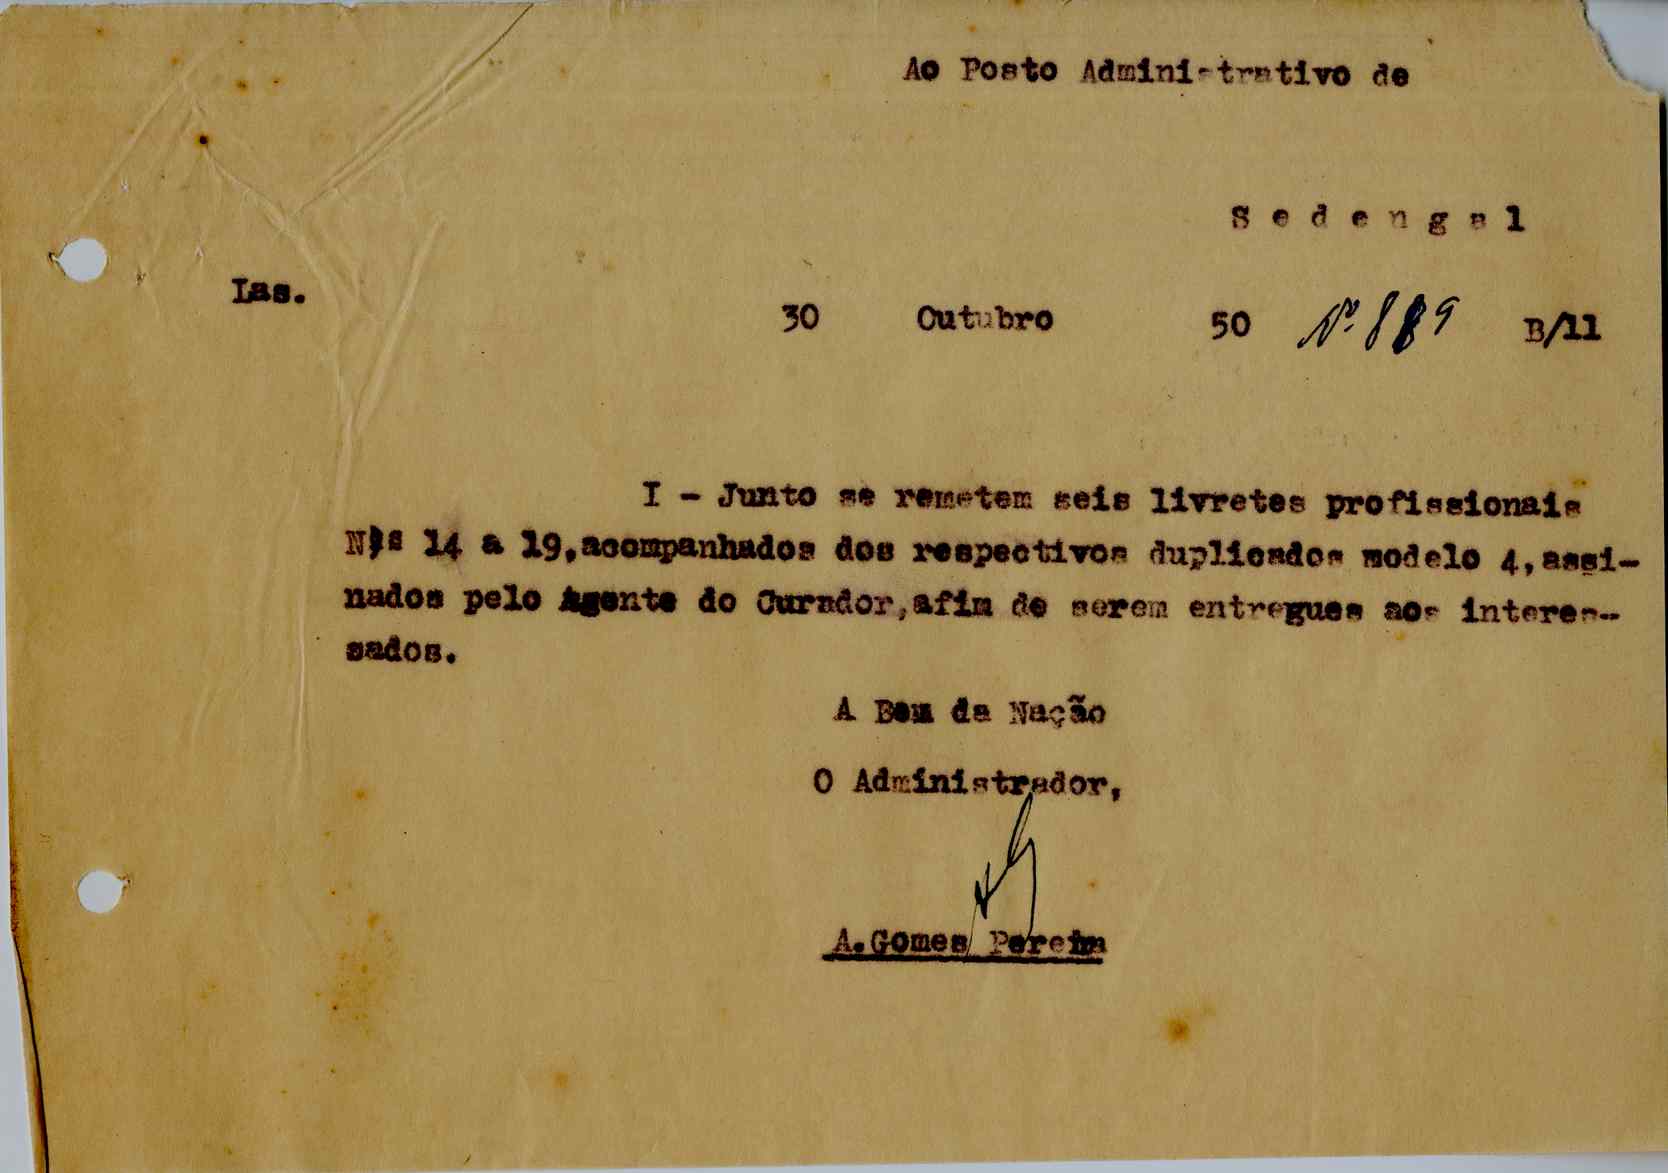 Ao Posto Administrativo de
S e d e n g a l
Las.
30 Outubro 50 Nº. 889 B/11
I - Junto se remetem seis livretes profissionais
Nºs 14 a 19,acompanhados dos respectivos duplicados modelo 4,assi-
nados pelo Agente do Curador,afim de serem entregues aos interes-
sados.
A Bem da Nação
O Administrador,
A.Gomes Pereira